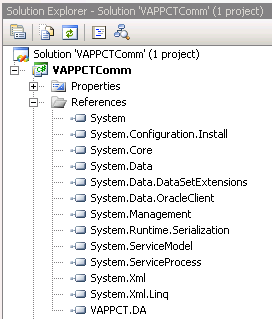 Solution Explorer - Solution 'VAPPCTComm' (1 project)
Solution 'VAPPCTComm' (1 project)
VAPPCTComm
Properties
References
System
System.Configuration.Install
System.Core
System.Data
System.Data.DataSetExtensions
System.Data.OracleClient
System.Management
System.Runtime.Serialization
System.ServiceModel
System.ServiceProcess
System.Xml
System.Xml.Linq
VAPPCT.DA